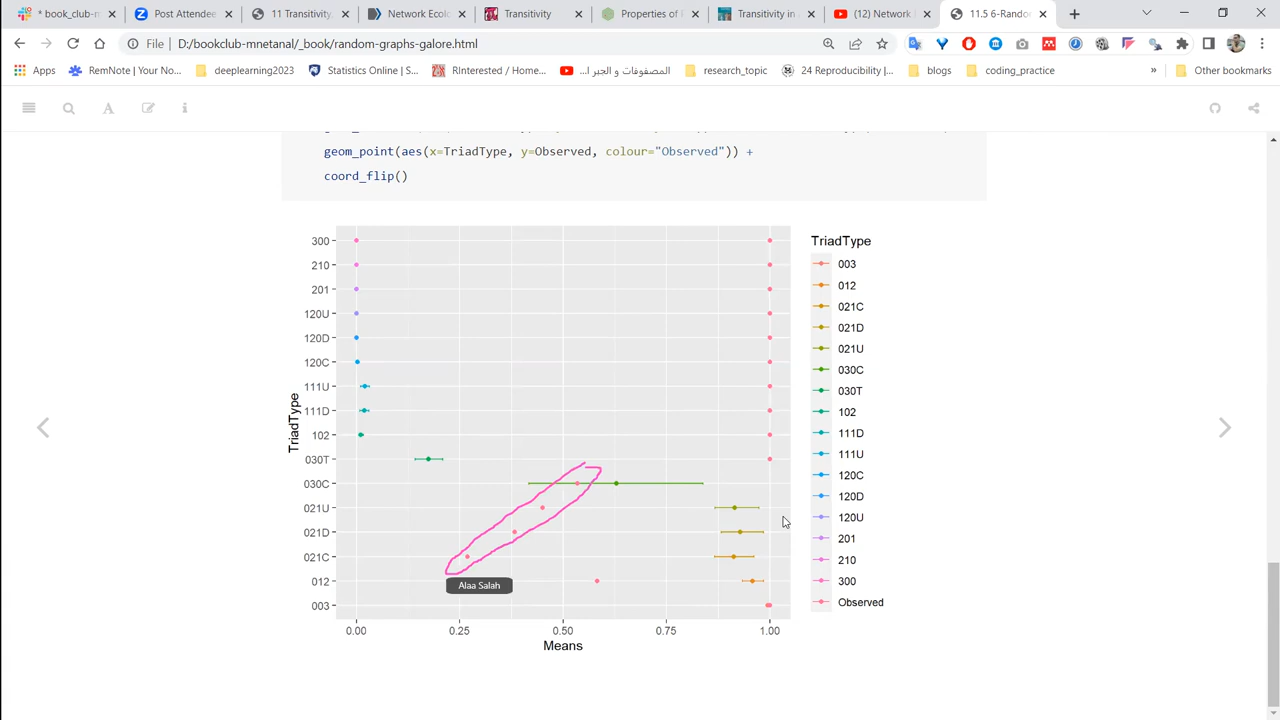 * book_club-m
Post Attendee
11 Transitivity,
Network Ecol
Transitivity
Properties of
Transitivity in
(12) Network
11.5 6-Rando
File
D:/bookclub-mnetanal/_book/random-graphs-galore.html
Apps
RemNote | Your No...
deeplearning2023
Statistics Online | S...
RInterested / Home...
المصفوفات و الجبر ا...
research_topic
24 Reproducibility |...
blogs
coding_practice
»
Other bookmarks
geom_point(aes(x=TriadType, y=Observed, colour="Observed")) +
coord_flip()
TriadType
300
210
201
120U
120D
120C
111U
111D
102
030T
030C
021U
021D
021C
012
003
Alaa Salah
0.00
0.25
0.50
0.75
1.00
Means
TriadType
003
012
021C
021D
021U
030C
030T
102
111D
111U
120C
120D
120U
201
210
300
Observed